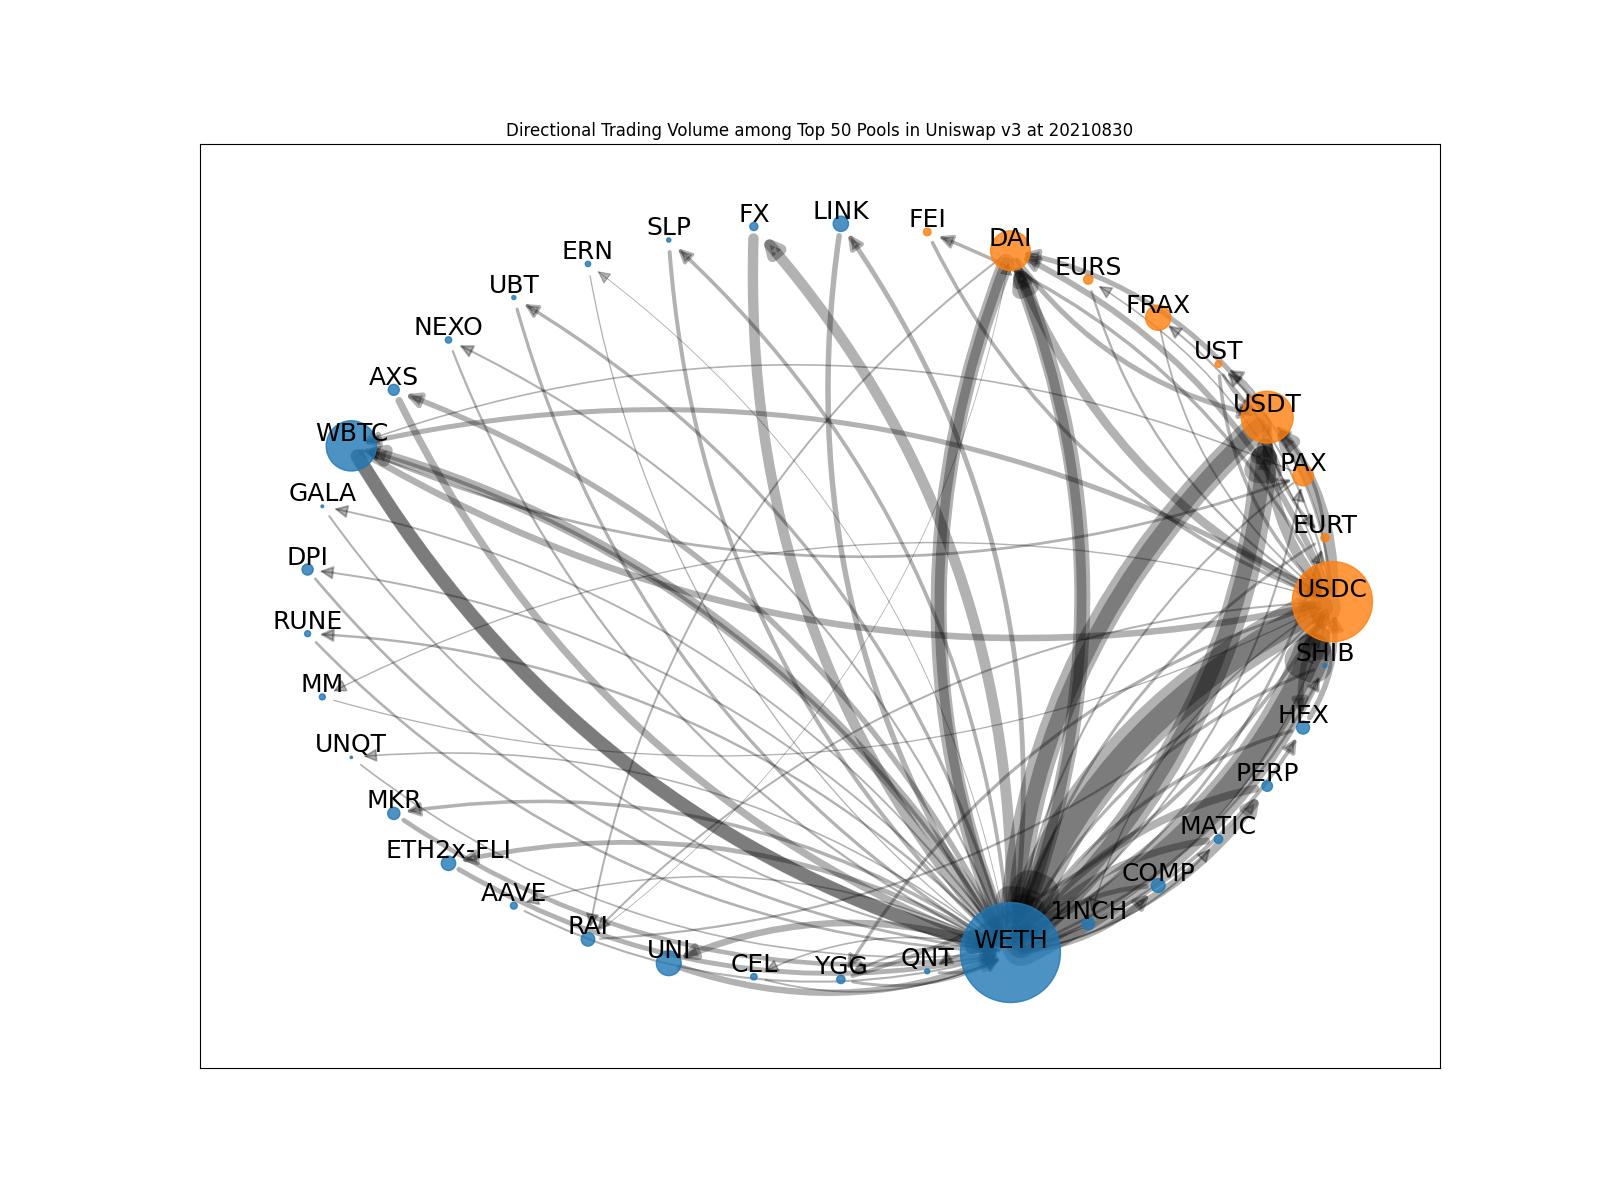 Directional Trading Volume among Top 50 Pools in Uniswap v3 at 20210830
LINK
FX
FEI
SLP
DAI
ERN
EURS
UBT
FRAX
NEXO
UST
AXS
USDT
WBTC
PAX
GALA
EURT
DPI
USDC
RUNE
SHIB
MM
HEX
UNQT
PERP
MKR
MATIC
ETH2x-FLI
COMP
AAVE
1INCH
RAI
WETH
UNI
QNT
CEL
YGG